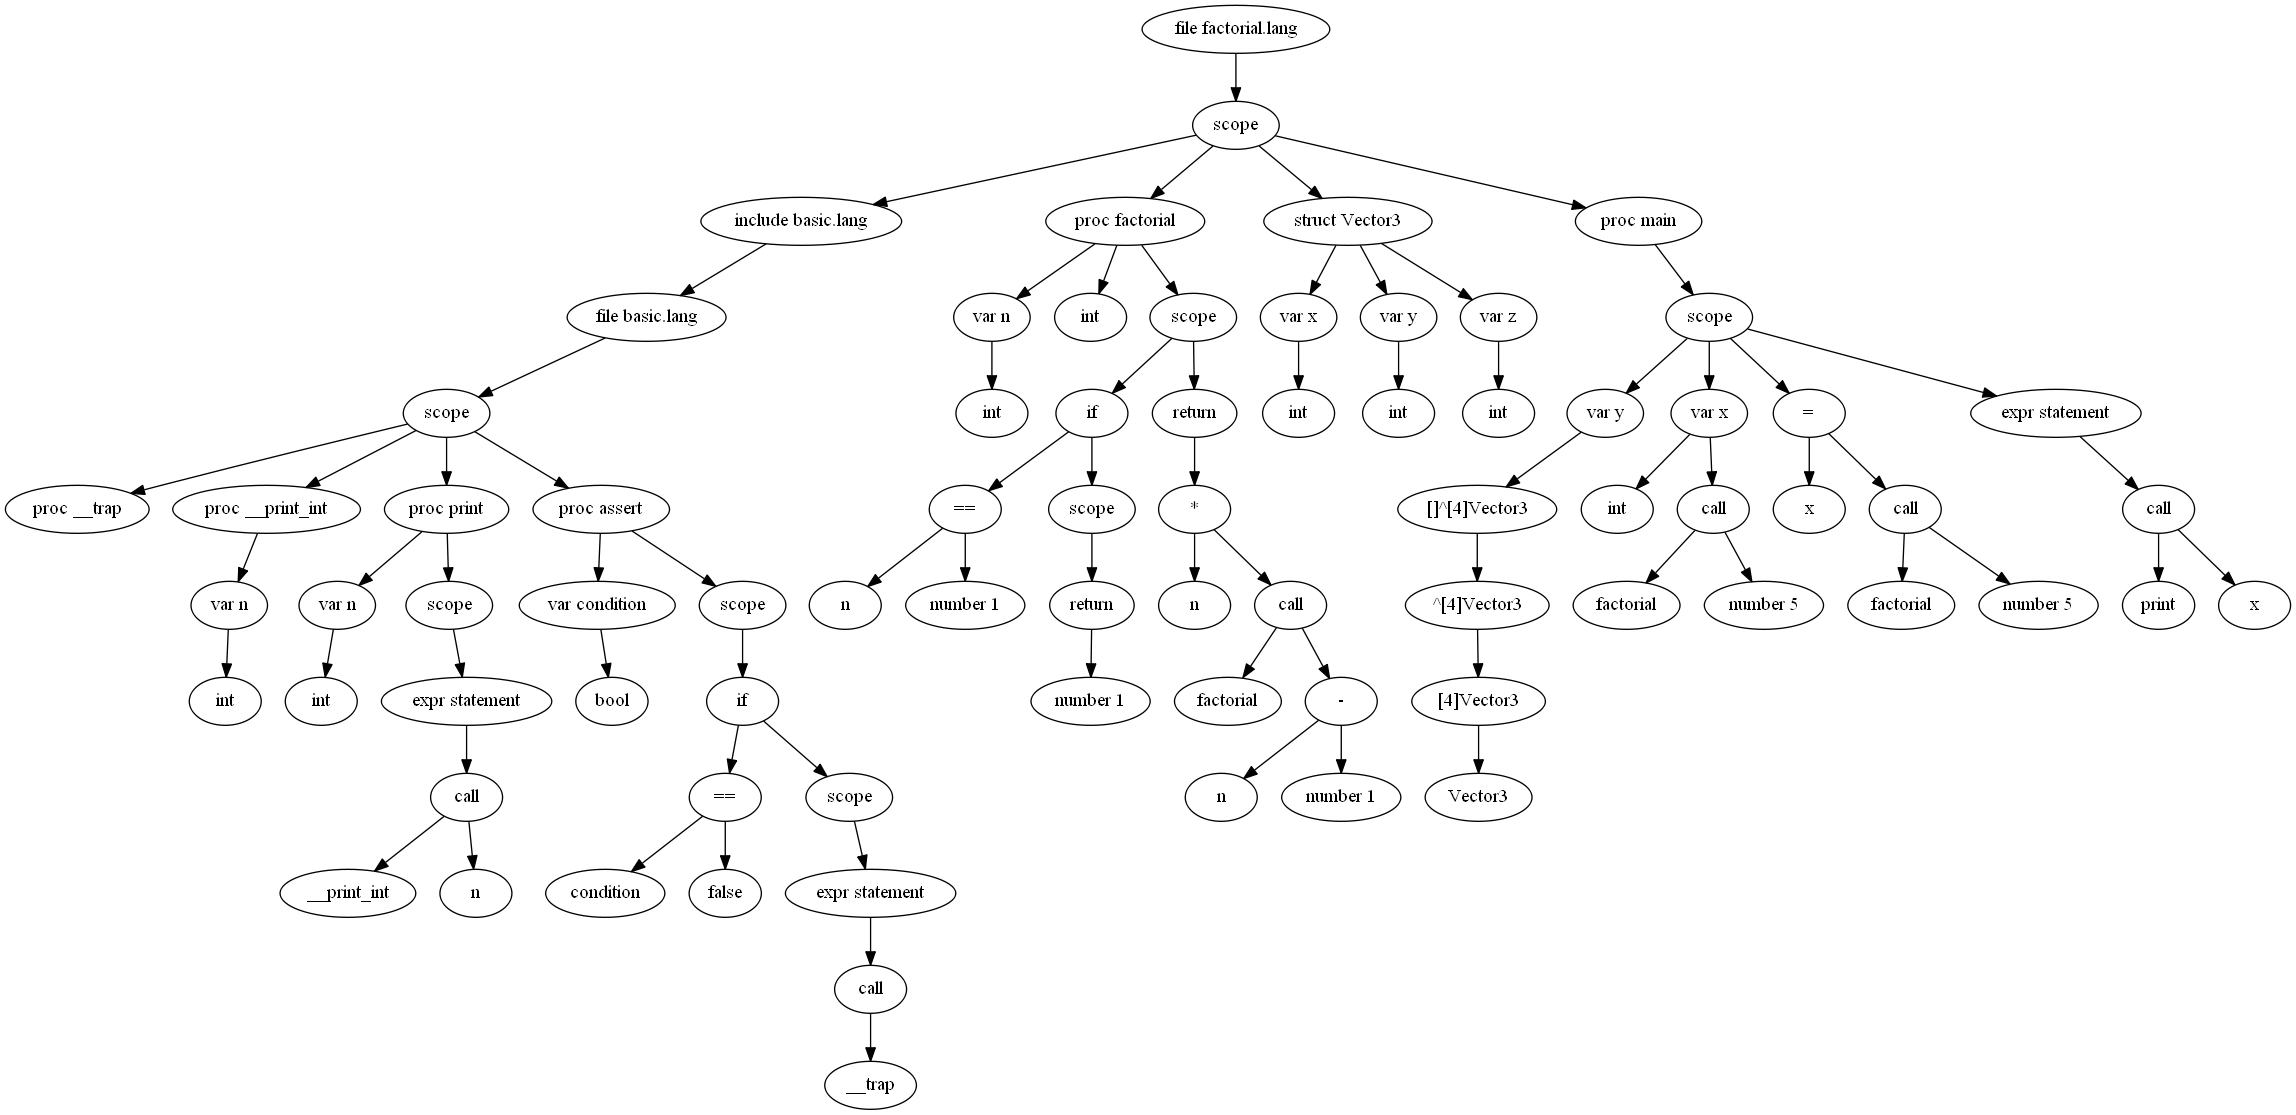 file factorial.lang
scope
include basic.lang
proc factorial
struct Vector3
proc main
file basic.lang
var n
int
scope
var x
var y
var z
scope
scope
int
if
return
int
int
int
var y
var x
=
expr statement
proc __trap
proc __print_int
proc print
proc assert
==
scope
*
[]^[4]Vector3
int
call
x
call
call
var n
var n
scope
var condition
scope
n
number 1
return
n
call
^[4]Vector3
factorial
number 5
factorial
number 5
print
x
int
int
expr statement
bool
if
number 1
factorial
-
[4]Vector3
call
==
scope
n
number 1
Vector3
__print_int
n
condition
false
expr statement
call
__trap